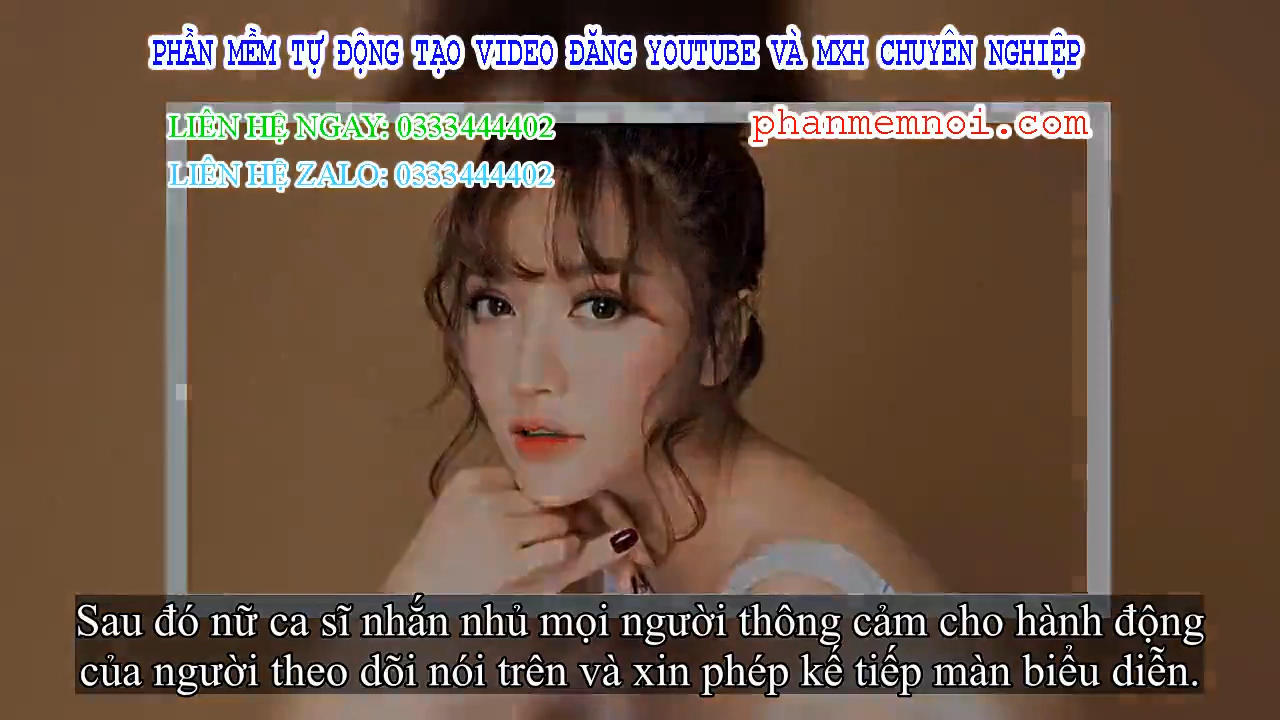 PHẦN MỀM TỰ ĐỘNG TẠO VIDEO ĐĂNG YOUTUBE VÀ MXH CHUYÊN NGHIỆP
LIÊN HỆ NGAY: 0333444402
phanmemnoi.com
LIÊN HỆ ZALO: 0333444402
Sau đó nữ ca sĩ nhắn nhủ mọi người thông cảm cho hành động
của người theo dõi nói trên và xin phép kế tiếp màn biểu diễn.